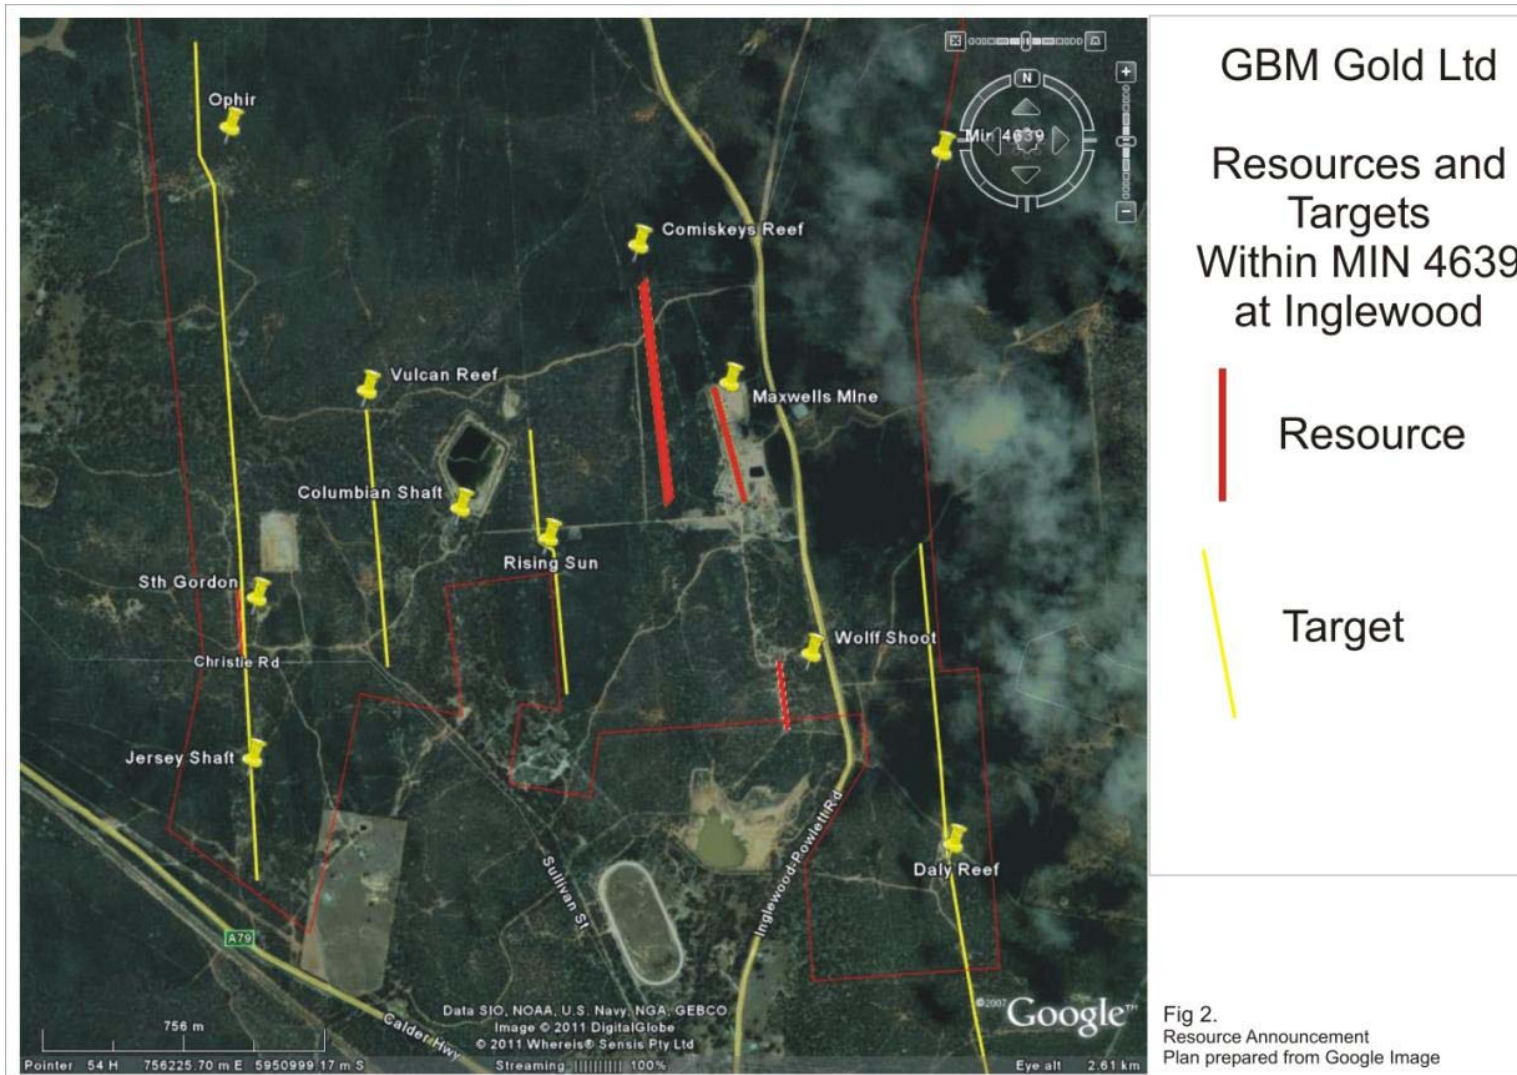 GBM Gold Ltd
Resources and
Targets
Within MIN 4639
at Inglewood
Resource
Target
Fig 2.
Resource Announcement
Plan prepared from Google Image
Ophir
N
Min 4639
Comiskeys Reef
Vulcan Reef
Maxwells MIne
Columbian Shaft
Rising Sun
Sth Gordon
Wolff Shoot
Christie Rd
Jersey Shaft
Inglewood-Powlett Rd
Daly Reef
Sullivan St
A79
Calder Hwy
756 m
Data SIO, NOAA, U.S. Navy, NGA, GEBCO
Image © 2011 DigitalGlobe
© 2011 Whereis® Sensis Pty Ltd
©2007 Google™
Pointer 54 H 756225.70 m E 5950999.17 m S Streaming 100% Eye alt 2.61 km